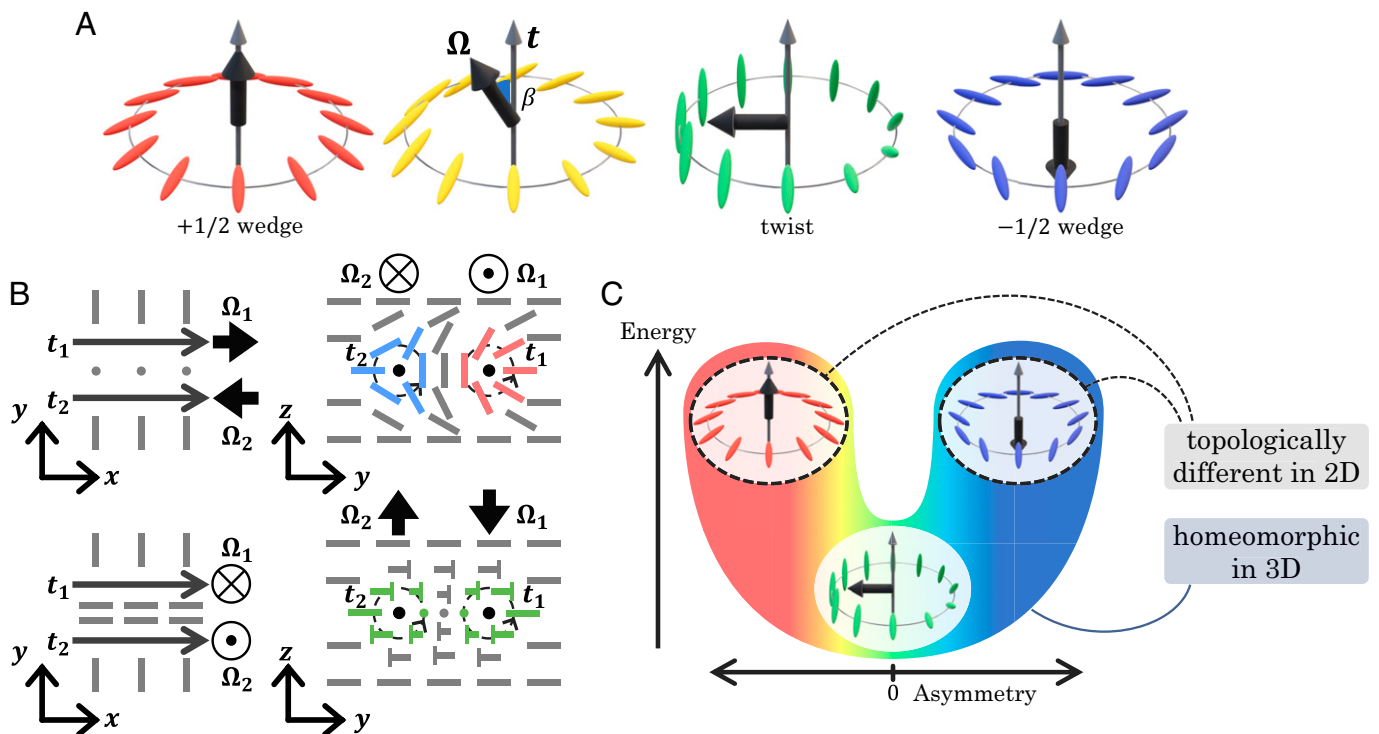 A
Ω
t
β
+1/2 wedge
twist
−1/2 wedge
B
Ω₁
t₁
t₂
Ω₂
y
x
Ω₂
Ω₁
t₂
t₁
z
y
Ω₁
t₁
t₂
Ω₂
y
x
Ω₂
Ω₁
t₂
t₁
z
y
C
Energy
topologically
different in 2D
homeomorphic
in 3D
0 Asymmetry